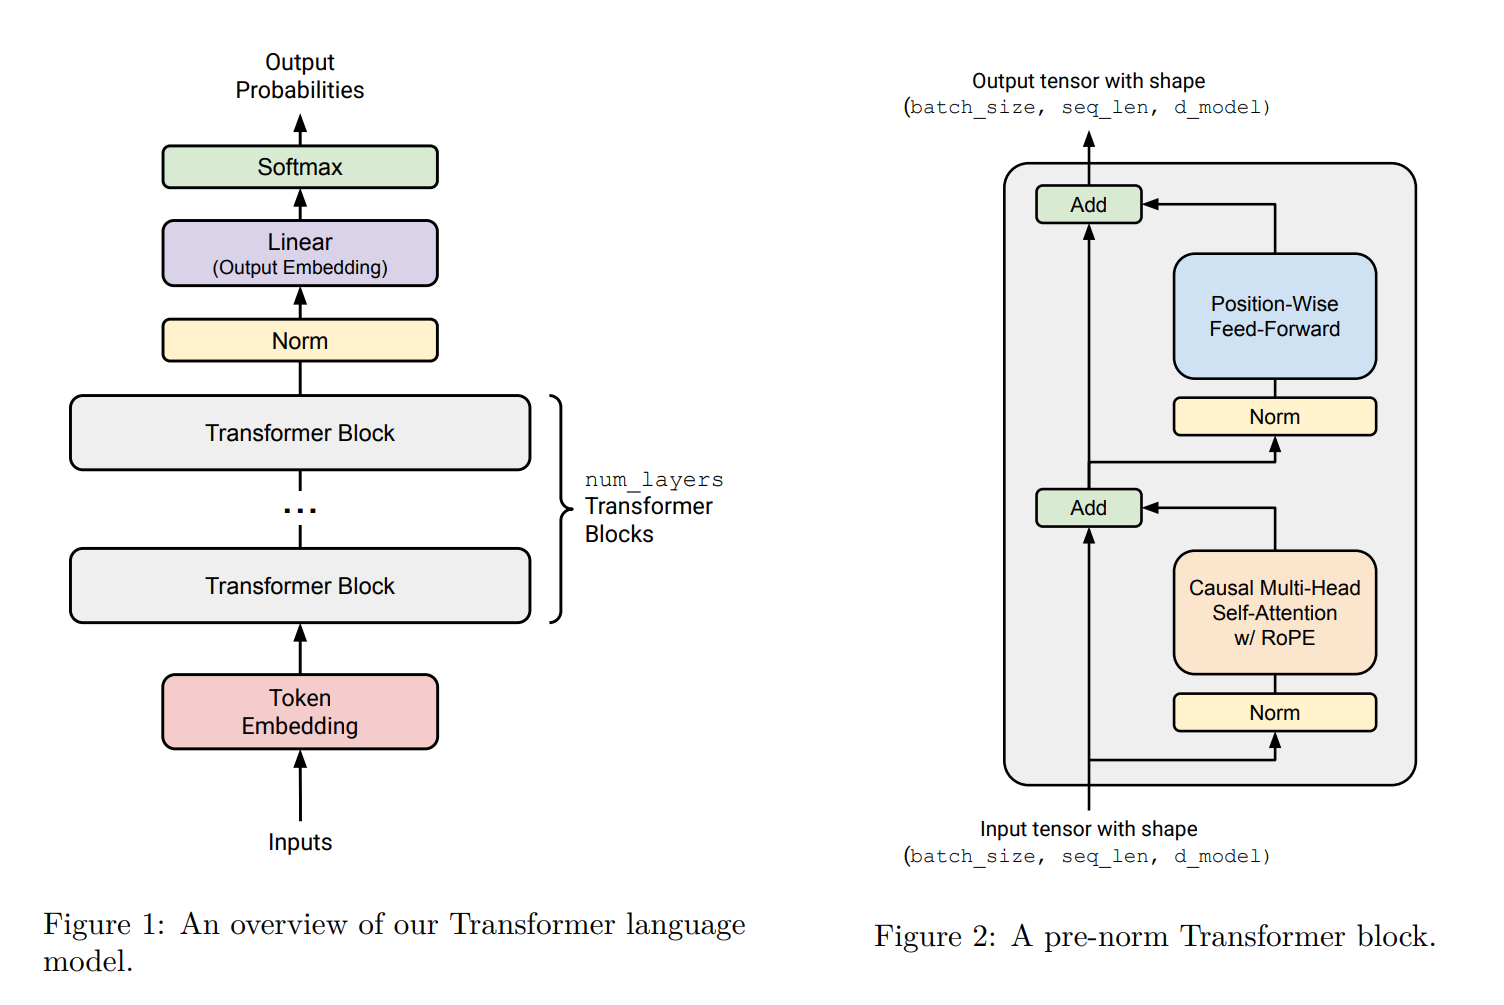 Output
Probabilities
Softmax
Linear
(Output Embedding)
Norm
Transformer Block
...
Transformer Block
num_layers
Transformer
Blocks
Token
Embedding
Inputs
Figure 1: An overview of our Transformer language
model.
Output tensor with shape
(batch_size, seq_len, d_model)
Add
Position-Wise
Feed-Forward
Norm
Add
Causal Multi-Head
Self-Attention
w/ RoPE
Norm
Input tensor with shape
(batch_size, seq_len, d_model)
Figure 2: A pre-norm Transformer block.